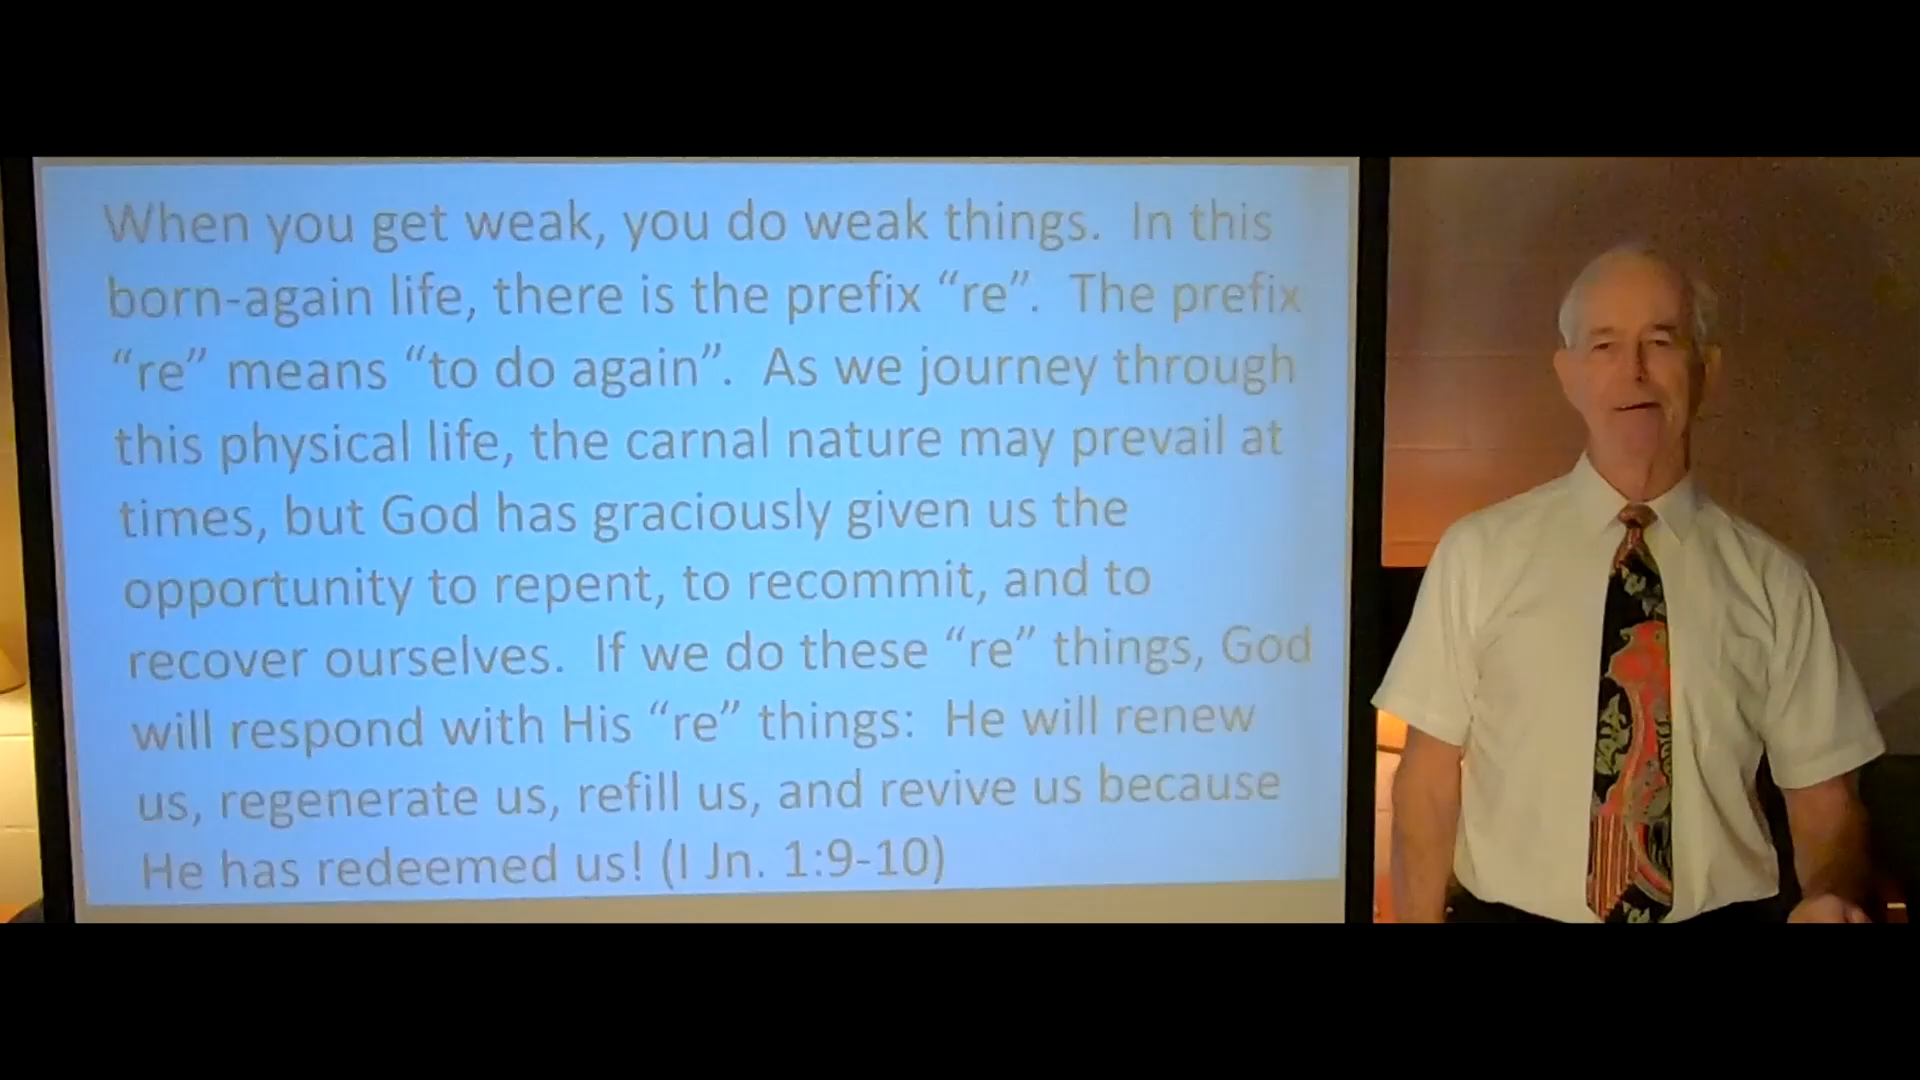 When you get weak, you do weak things.  In this
born-again life, there is the prefix “re”.  The prefix
“re” means “to do again”.  As we journey through
this physical life, the carnal nature may prevail at
times, but God has graciously given us the
opportunity to repent, to recommit, and to
recover ourselves.  If we do these “re” things, God
will respond with His “re” things:  He will renew
us, regenerate us, refill us, and revive us because
He has redeemed us! (I Jn. 1:9-10)